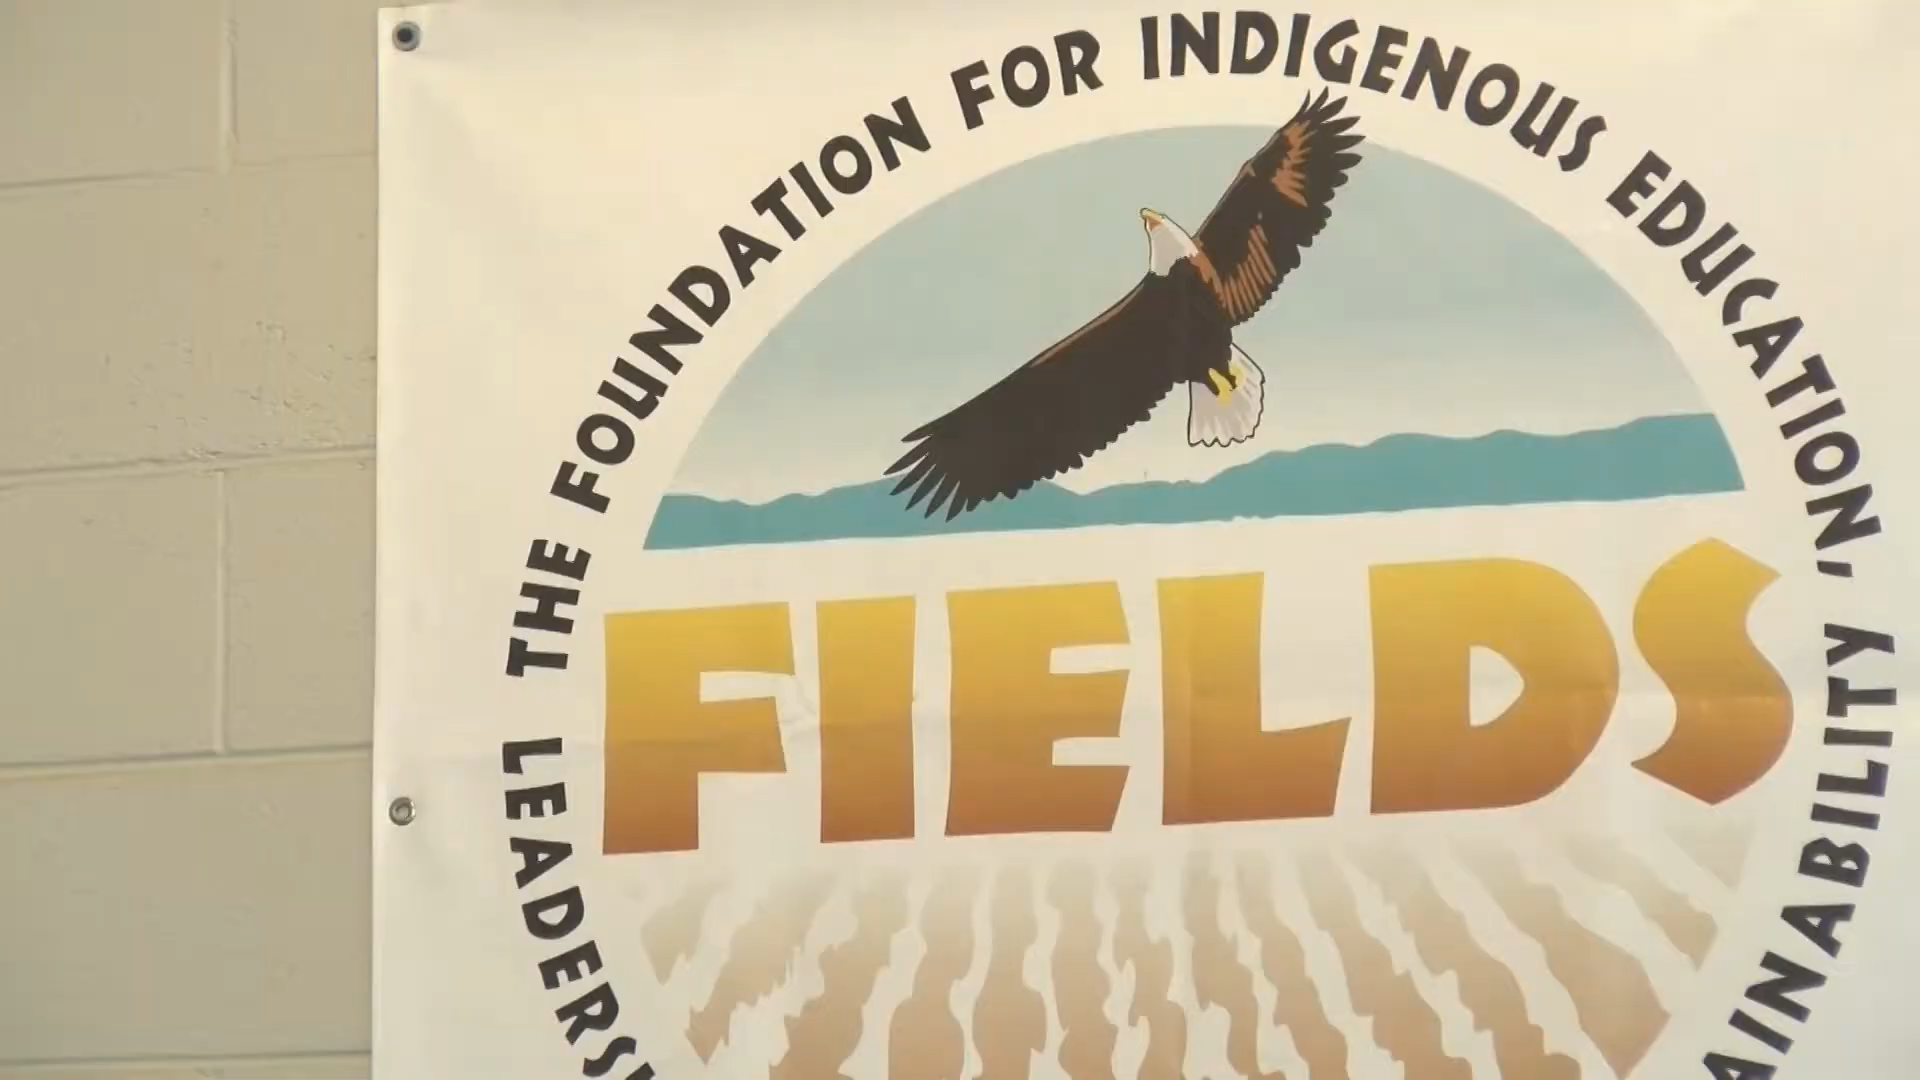 THE FOUNDATION FOR INDIGENOUS EDUCATION,
FIELDS
LEADERS
AINABILITY,